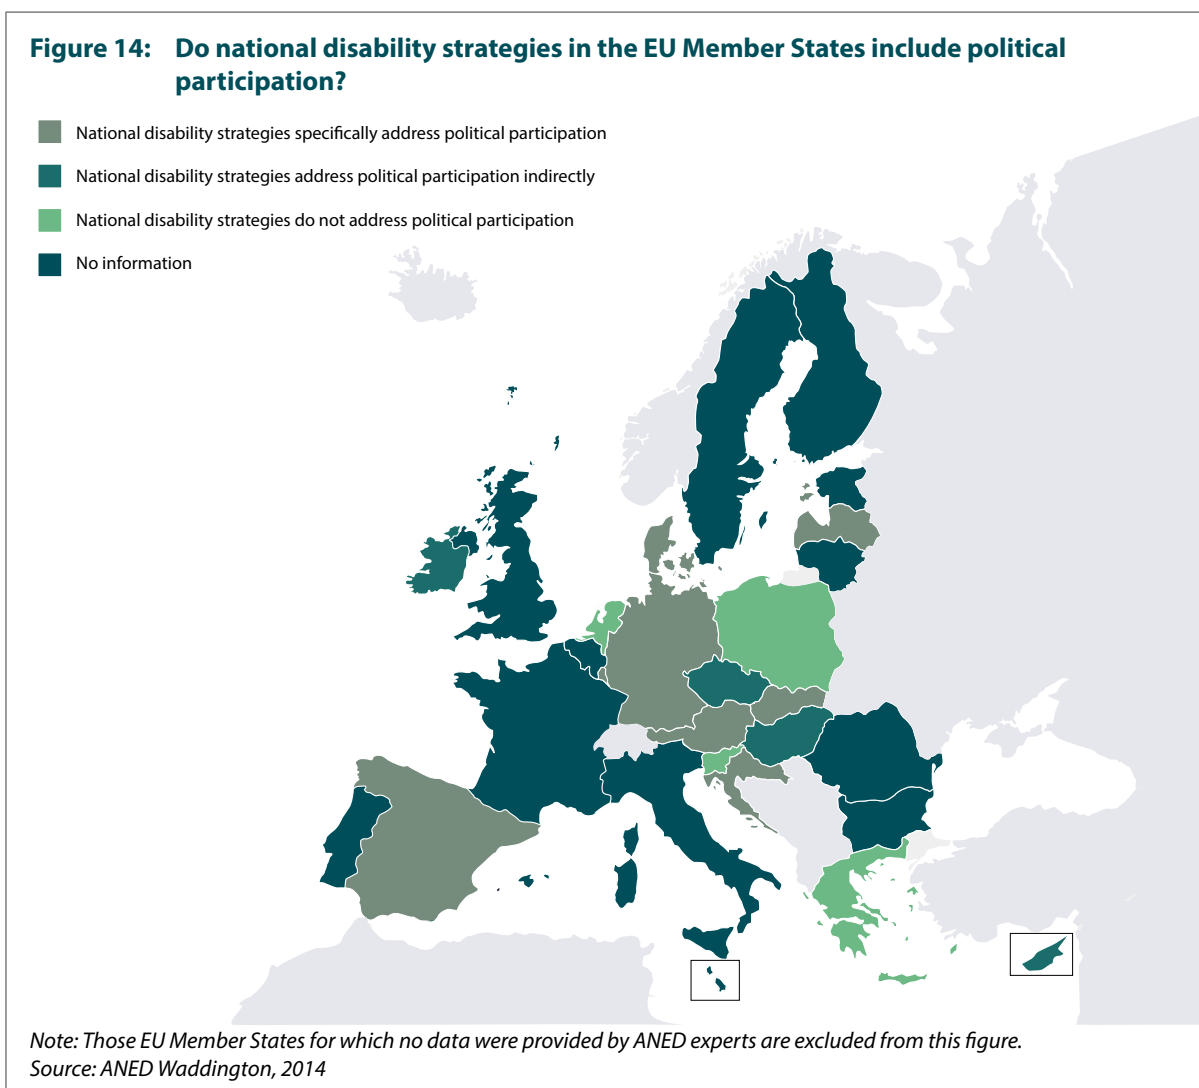 Figure 14: Do national disability strategies in the EU Member States include political
participation?
National disability strategies specifically address political participation
National disability strategies address political participation indirectly
National disability strategies do not address political participation
No information
Note: Those EU Member States for which no data were provided by ANED experts are excluded from this figure.
Source: ANED Waddington, 2014